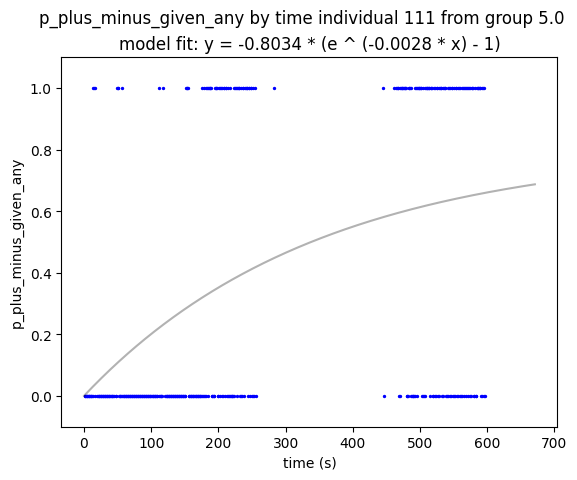 p_plus_minus_given_any by time individual 111 from group 5.0
model fit: y = -0.8034 * (e ^ (-0.0028 * x) - 1)
1.0
0.8
0.6
0.4
0.2
0.0
p_plus_minus_given_any
0 100 200 300 400 500 600 700
time (s)